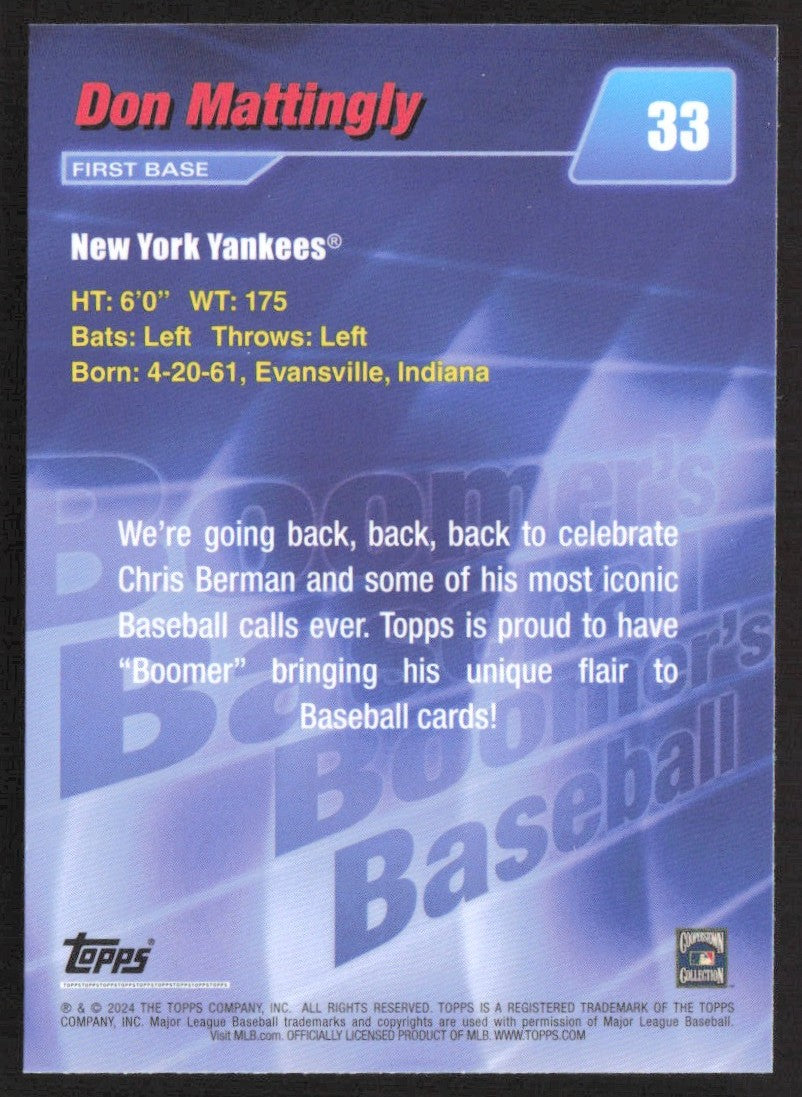 Don Mattingly
33
FIRST BASE
New York Yankees®
HT: 6'0" WT: 175
Bats: Left Throws: Left
Born: 4-20-61, Evansville, Indiana
Boomer's
Baseball
We're going back, back, back to celebrate
Chris Berman and some of his most iconic
Baseball calls ever. Topps is proud to have
“Boomer” bringing his unique flair to
Baseball cards!
Boomer's
Baseball
topps®
TOPPSTOPPSTOPPSTOPPSTOPPSTOPPSTOPPSTOPPSTOPPS
COOPERSTOWN
COLLECTION™
® & © 2024 THE TOPPS COMPANY, INC. ALL RIGHTS RESERVED. TOPPS IS A REGISTERED TRADEMARK OF THE TOPPS
COMPANY, INC. Major League Baseball trademarks and copyrights are used with permission of Major League Baseball.
Visit MLB.com. OFFICIALLY LICENSED PRODUCT OF MLB. WWW.TOPPS.COM